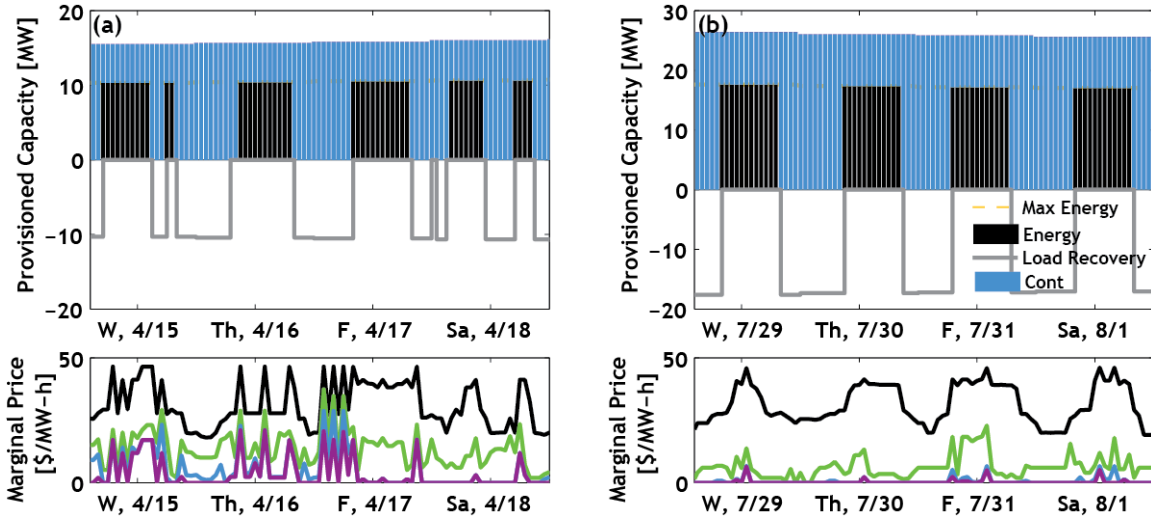 (a)
Provisioned Capacity [MW]
20
10
0
−10
−20
W, 4/15 Th, 4/16 F, 4/17 Sa, 4/18
Marginal Price
[$/MW−h]
50
0
W, 4/15 Th, 4/16 F, 4/17 Sa, 4/18
(b)
Provisioned Capacity [MW]
30
20
10
0
−10
−20
Max Energy
Energy
Load Recovery
Cont
W, 7/29 Th, 7/30 F, 7/31 Sa, 8/1
Marginal Price
[$/MW−h]
50
0
W, 7/29 Th, 7/30 F, 7/31 Sa, 8/1